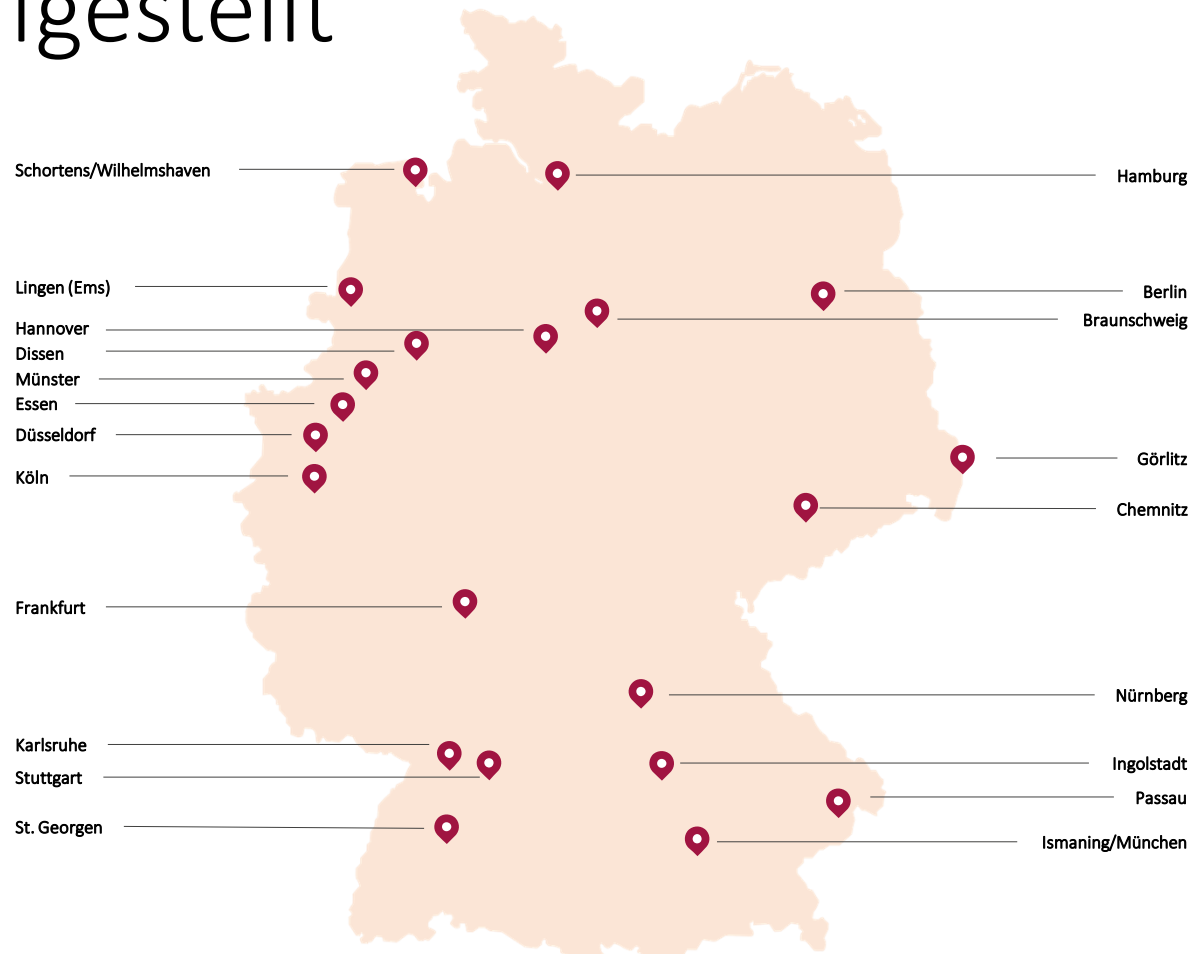 Schortens/Wilhelmshaven
Hamburg
Lingen (Ems)
Berlin
Braunschweig
Hannover
Dissen
Münster
Essen
Düsseldorf
Görlitz
Köln
Chemnitz
Frankfurt
Nürnberg
Karlsruhe
Ingolstadt
Stuttgart
Passau
St. Georgen
Ismaning/München